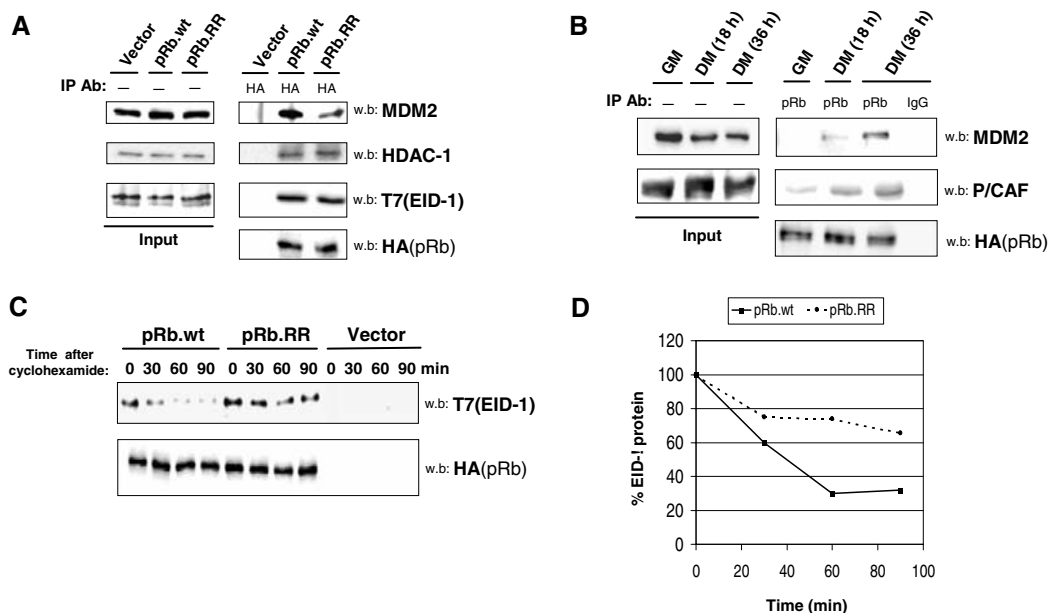 A
Vector
pRb.wt
pRb.RR
Vector
pRb.wt
pRb.RR
IP Ab: – – – HA HA HA
w.b: MDM2
w.b: HDAC-1
w.b: T7(EID-1)
Input
w.b: HA(pRb)
B
GM
DM (18 h)
DM (36 h)
GM
DM (18 h)
DM (36 h)
IP Ab: – – – pRb pRb pRb IgG
w.b: MDM2
w.b: P/CAF
Input
w.b: HA(pRb)
C
pRb.wt pRb.RR Vector
Time after
cyclohexamide: 0 30 60 90 0 30 60 90 0 30 60 90 min
w.b: T7(EID-1)
w.b: HA(pRb)
D
pRb.wt pRb.RR
120
100
80
60
40
20
0
% EID-! protein
0 20 40 60 80 100
Time (min)